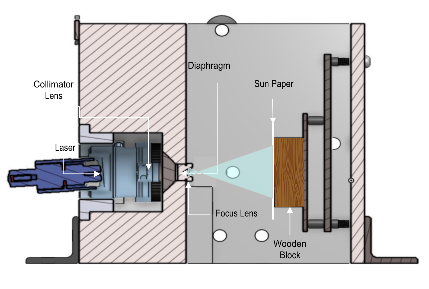 Diaphragm
Collimator
Lens
Sun Paper
Laser
Focus Lens
Wooden
Block